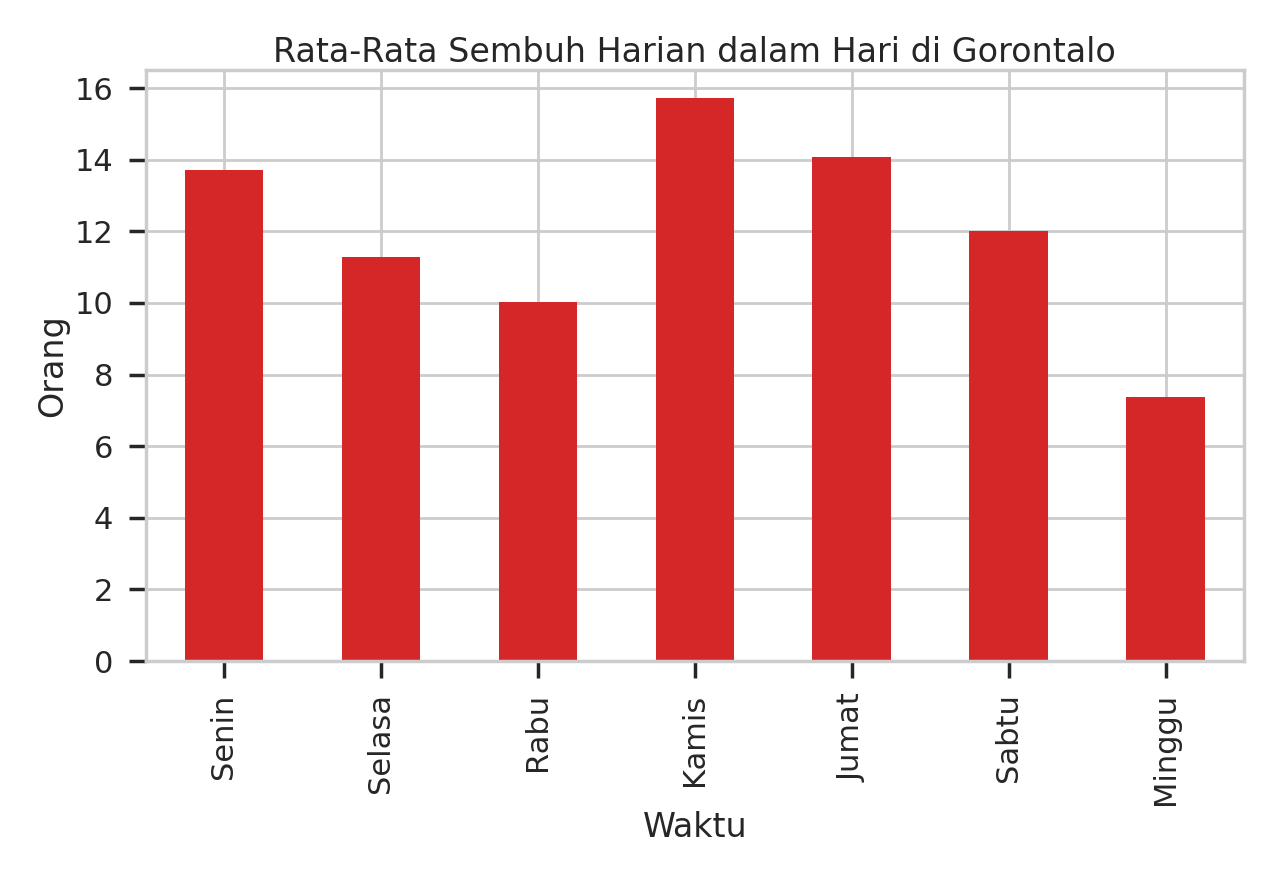 Rata-Rata Sembuh Harian dalam Hari di Gorontalo
16
14
12
10
8
6
4
2
0
Orang
Senin
Selasa
Rabu
Kamis
Jumat
Sabtu
Minggu
Waktu